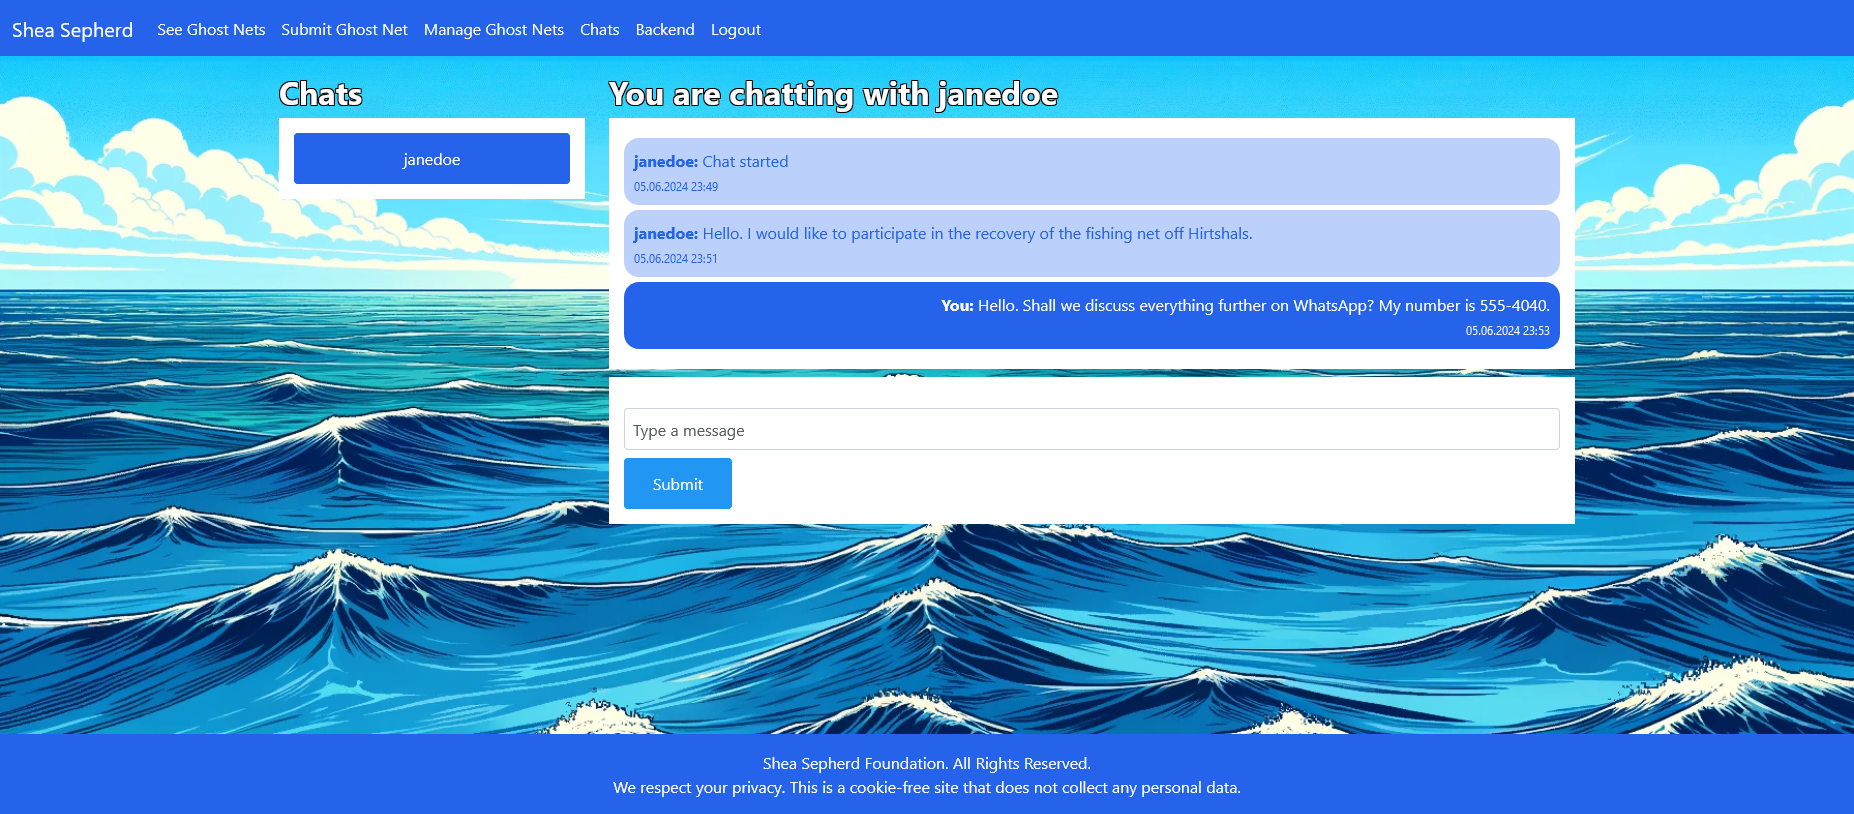 Shea Sepherd
See Ghost Nets
Submit Ghost Net
Manage Ghost Nets
Chats
Backend
Logout
Chats
janedoe
You are chatting with janedoe
janedoe: Chat started
05.06.2024 23:49
janedoe: Hello. I would like to participate in the recovery of the fishing net off Hirtshals.
05.06.2024 23:51
You: Hello. Shall we discuss everything further on WhatsApp? My number is 555-4040.
05.06.2024 23:53
Type a message
Submit
Shea Sepherd Foundation. All Rights Reserved.
We respect your privacy. This is a cookie-free site that does not collect any personal data.